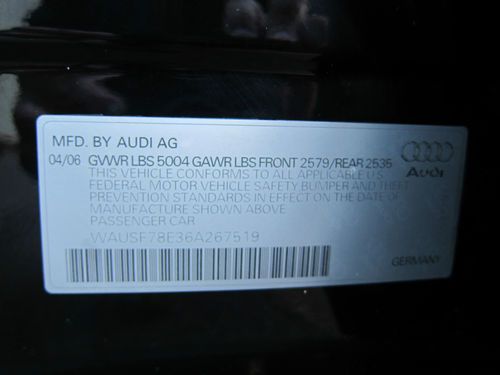 MFD. BY AUDI AG
04/06 GVWR LBS 5004 GAWR LBS FRONT 2579/REAR 2535
THIS VEHICLE CONFORMS TO ALL APPLICABLE U.S.
FEDERAL MOTOR VEHICLE SAFETY BUMPER AND THEFT
PREVENTION STANDARDS IN EFFECT ON THE DATE OF
MANUFACTURE SHOWN ABOVE
PASSENGER CAR
WAUSF78E36A267519
Audi
GERMANY